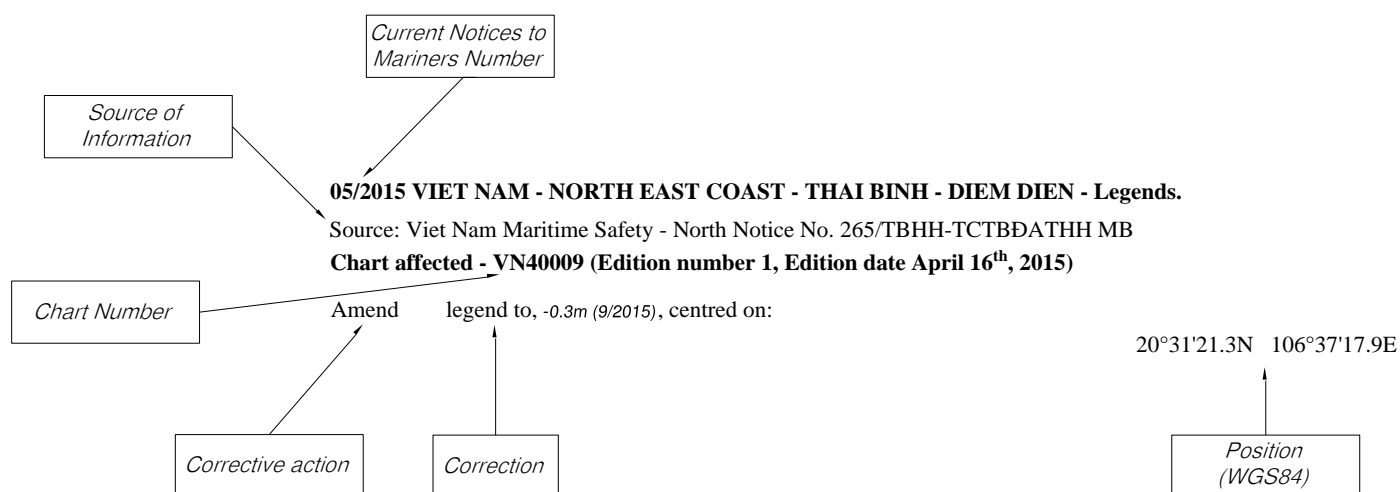 Current Notices to
Mariners Number
Source of
Information
05/2015 VIET NAM - NORTH EAST COAST - THAI BINH - DIEM DIEN - Legends.
Source: Viet Nam Maritime Safety - North Notice No. 265/TBHH-TCTBĐATHH MB
Chart affected - VN40009 (Edition number 1, Edition date April 16th, 2015)
Chart Number
Amend legend to, -0.3m (9/2015), centred on:
20°31'21.3N 106°37'17.9E
Corrective action
Correction
Position
(WGS84)